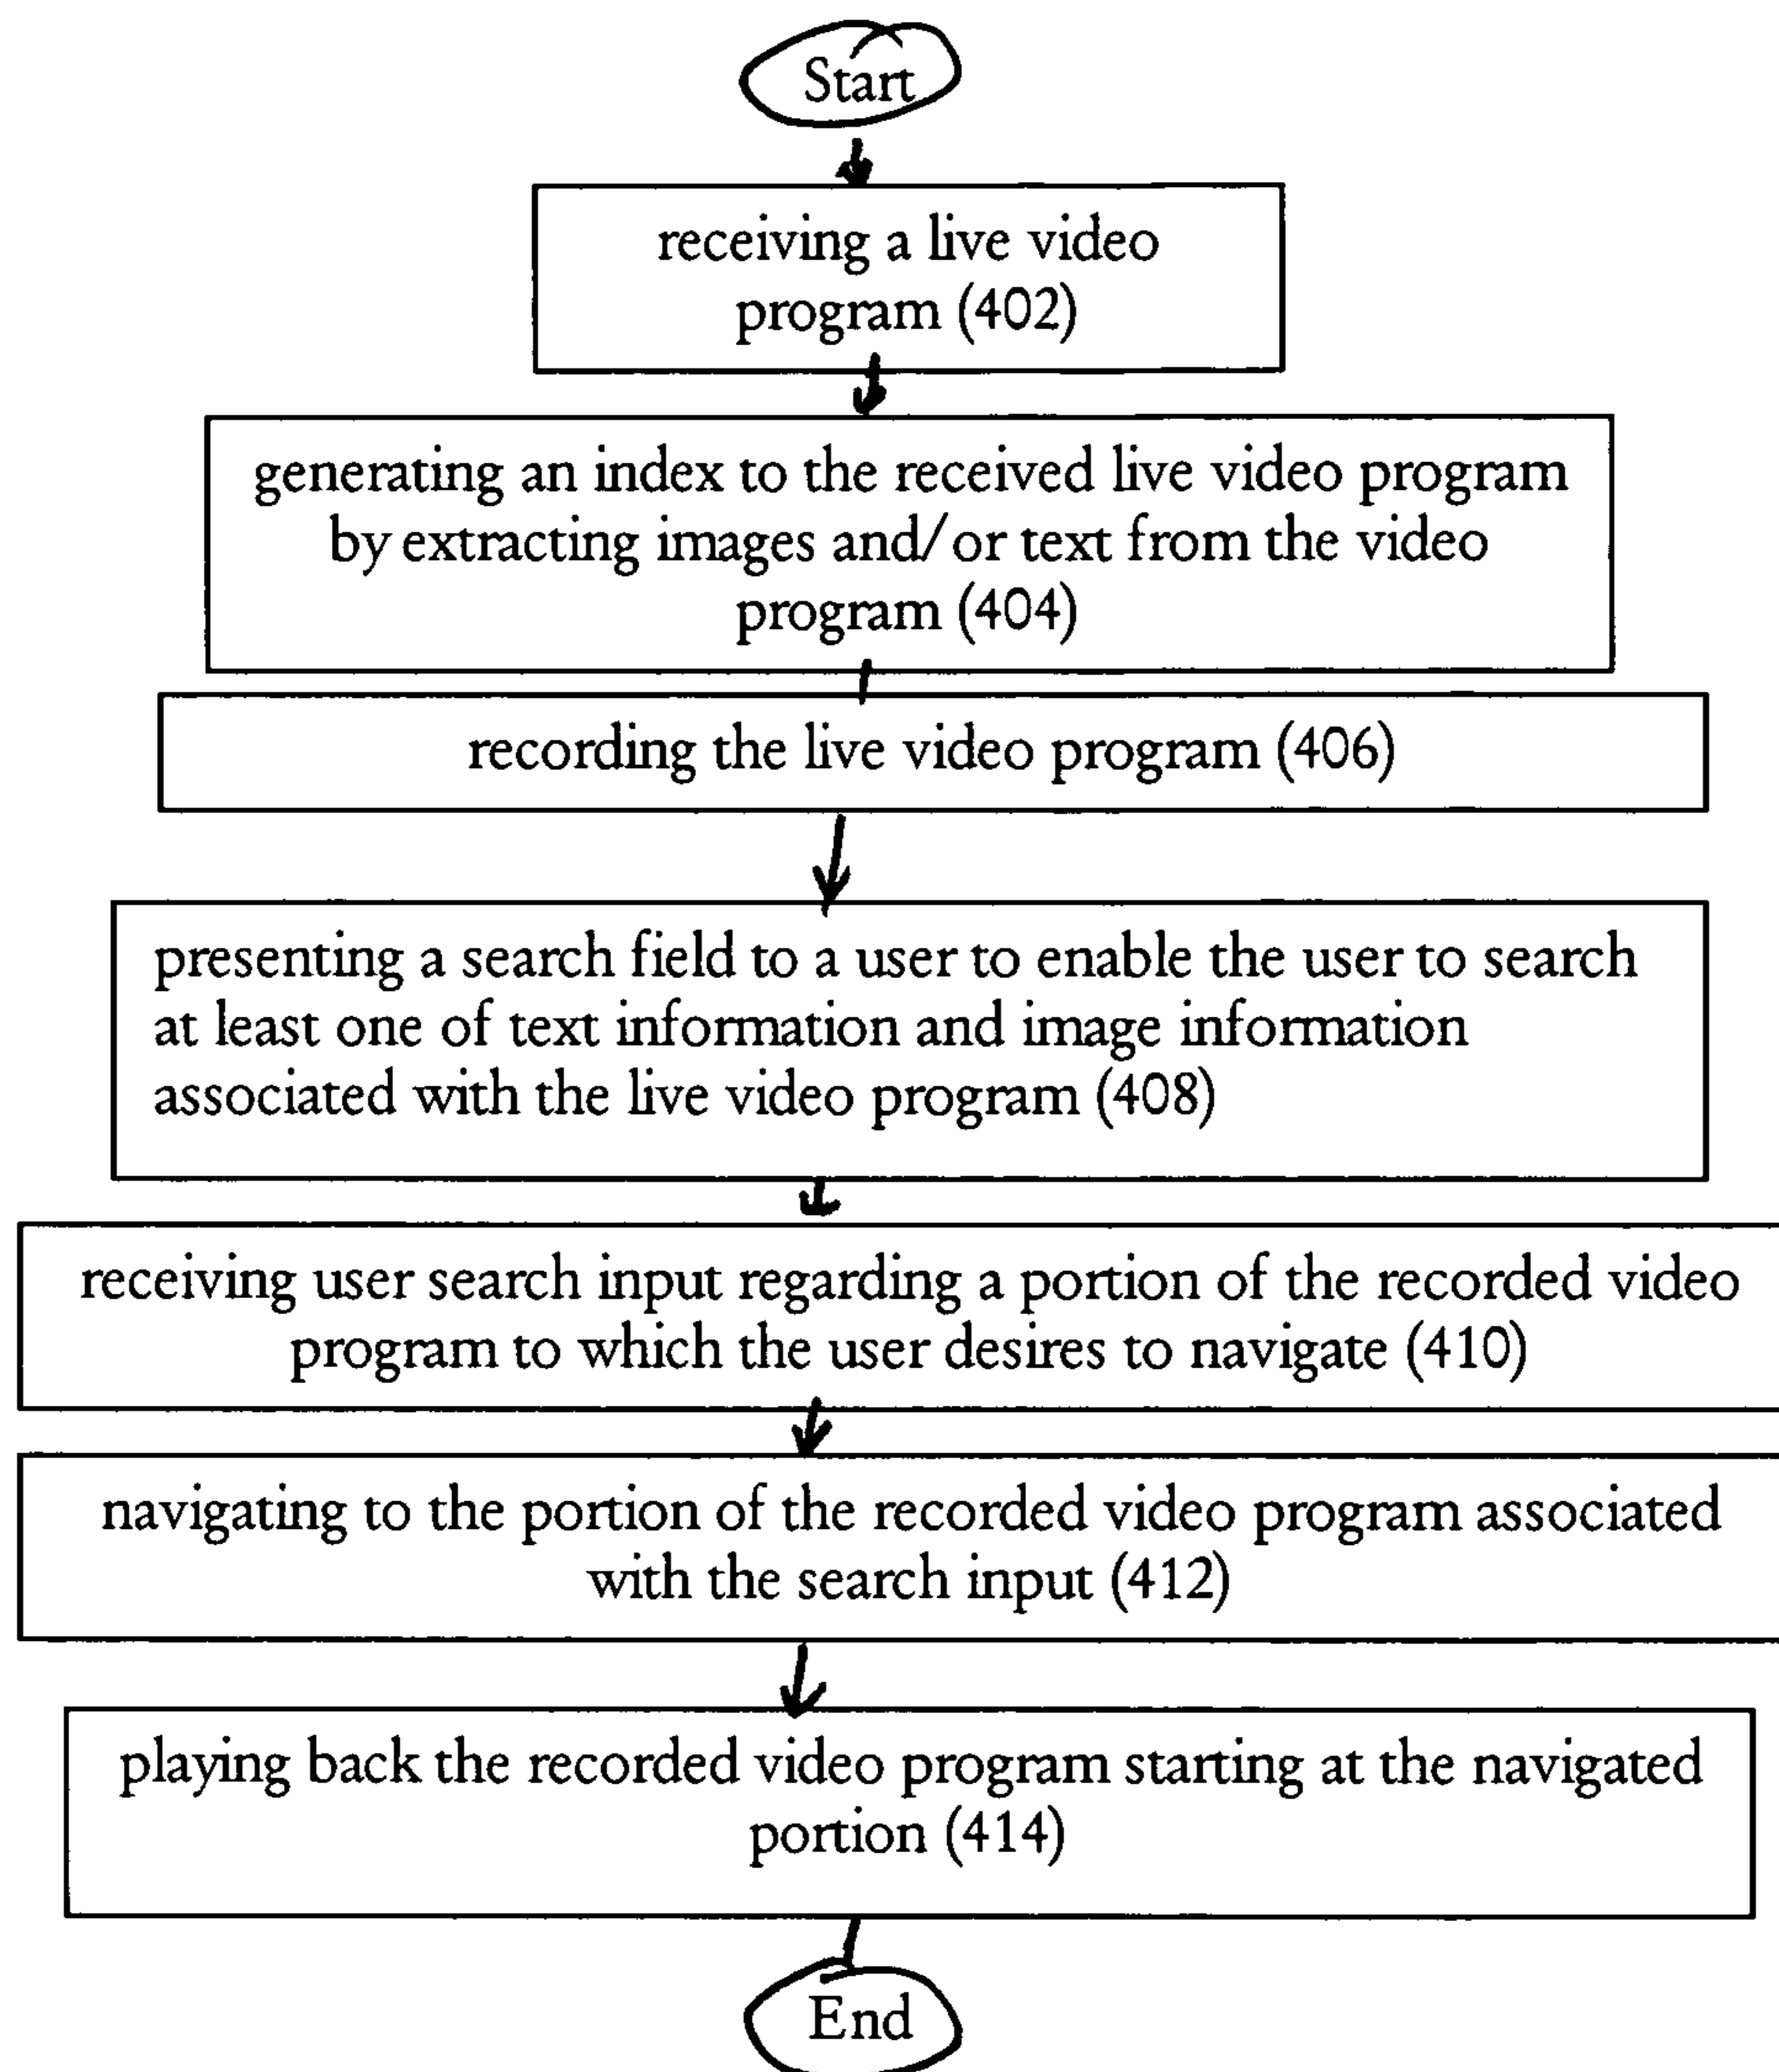 Start
receiving a live video
program (402)
generating an index to the received live video program
by extracting images and/or text from the video
program (404)
recording the live video program (406)
presenting a search field to a user to enable the user to search
at least one of text information and image information
associated with the live video program (408)
receiving user search input regarding a portion of the recorded video
program to which the user desires to navigate (410)
navigating to the portion of the recorded video program associated
with the search input (412)
playing back the recorded video program starting at the navigated
portion (414)
End